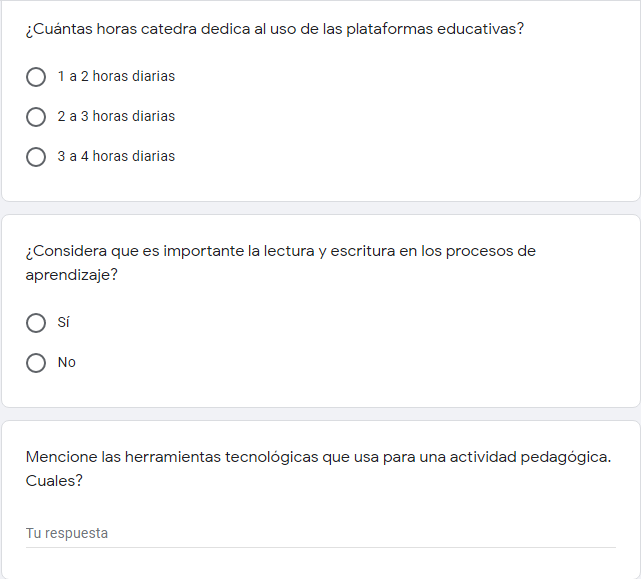 ¿Cuántas horas catedra dedica al uso de las plataformas educativas?
1 a 2 horas diarias
2 a 3 horas diarias
3 a 4 horas diarias
¿Considera que es importante la lectura y escritura en los procesos de
aprendizaje?
Sí
No
Mencione las herramientas tecnológicas que usa para una actividad pedagógica.
Cuales?
Tu respuesta